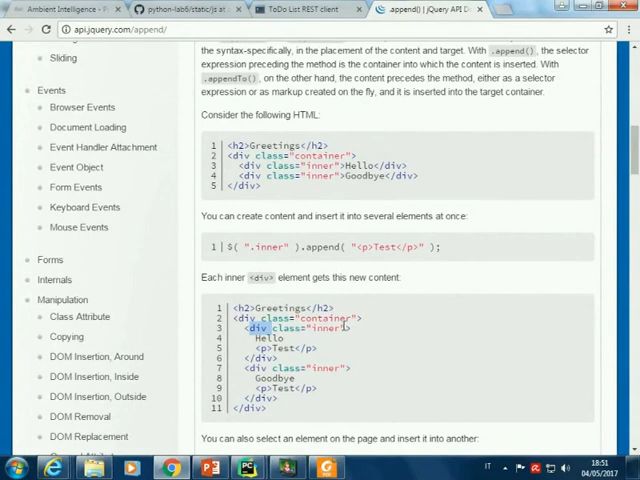 Ambient Intelligence - P
python-lab6/static/js at
ToDo List REST client
.append() | jQuery API D
api.jquery.com/append/
Sliding
Events
Browser Events
Document Loading
Event Handler Attachment
Event Object
Form Events
Keyboard Events
Mouse Events
Forms
Internals
Manipulation
Class Attribute
Copying
DOM Insertion, Around
DOM Insertion, Inside
DOM Insertion, Outside
DOM Removal
DOM Replacement
the syntax-specifically, in the placement of the content and target. With .append(), the selector
expression preceding the method is the container into which the content is inserted. With
.appendTo(), on the other hand, the content precedes the method, either as a selector
expression or as markup created on the fly, and it is inserted into the target container.
Consider the following HTML:
1 <h2>Greetings</h2>
2 <div class="container">
3 <div class="inner">Hello</div>
4 <div class="inner">Goodbye</div>
5 </div>
You can create content and insert it into several elements at once:
1 $( ".inner" ).append( "<p>Test</p>" );
Each inner <div> element gets this new content:
1 <h2>Greetings</h2>
2 <div class="container">
3 <div class="inner">
4 Hello
5 <p>Test</p>
6 </div>
7 <div class="inner">
8 Goodbye
9 <p>Test</p>
10 </div>
11 </div>
You can also select an element on the page and insert it into another:
IT
18:51
04/05/2017